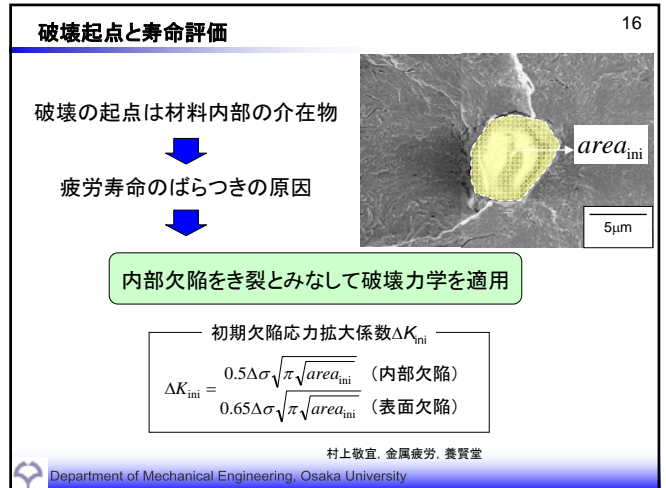 破壊起点と寿命評価
16
破壊の起点は材料内部の介在物
疲労寿命のばらつきの原因
area_ini
5μm
内部欠陥をき裂とみなして破壊力学を適用
初期欠陥応力拡大係数ΔK_ini
ΔK_ini = 0.5Δσ√(π√area_ini) (内部欠陥)
0.65Δσ√(π√area_ini) (表面欠陥)
村上敬宜, 金属疲労, 養賢堂
Department of Mechanical Engineering, Osaka University